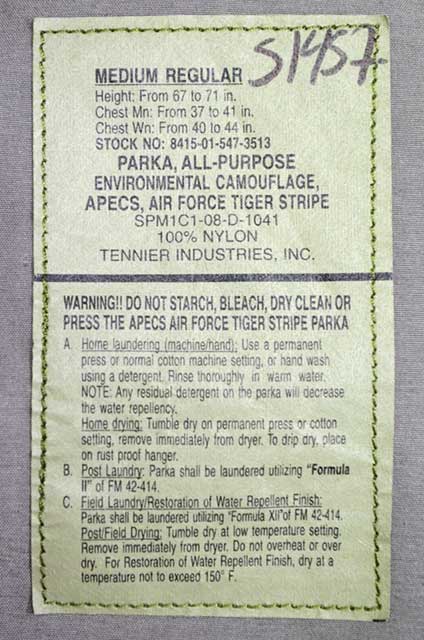 S1457
MEDIUM REGULAR
Height: From 67 to 71 in.
Chest Mn: From 37 to 41 in.
Chest Wn: From 40 to 44 in.
STOCK NO: 8415-01-547-3513
PARKA, ALL-PURPOSE
ENVIRONMENTAL CAMOUFLAGE,
APECS, AIR FORCE TIGER STRIPE
SPM1C1-08-D-1041
100% NYLON
TENNIER INDUSTRIES, INC.
WARNING!! DO NOT STARCH, BLEACH, DRY CLEAN OR
PRESS THE APECS AIR FORCE TIGER STRIPE PARKA
A. Home laundering (machine/hand): Use a permanent
press or normal cotton machine setting, or hand wash
using a detergent. Rinse thoroughly in warm water.
NOTE: Any residual detergent on the parka will decrease
the water repellency.
Home drying: Tumble dry on permanent press or cotton
setting, remove immediately from dryer. To drip dry, place
on rust proof hanger.
B. Post Laundry: Parka shall be laundered utilizing "Formula
II" of FM 42-414.
C. Field Laundry/Restoration of Water Repellent Finish:
Parka shall be laundered utilizing "Formula XII"of FM 42-414.
Post/Field Drying: Tumble dry at low temperature setting.
Remove immediately from dryer. Do not overheat or over
dry. For Restoration of Water Repellent Finish, dry at a
temperature not to exceed 150° F.